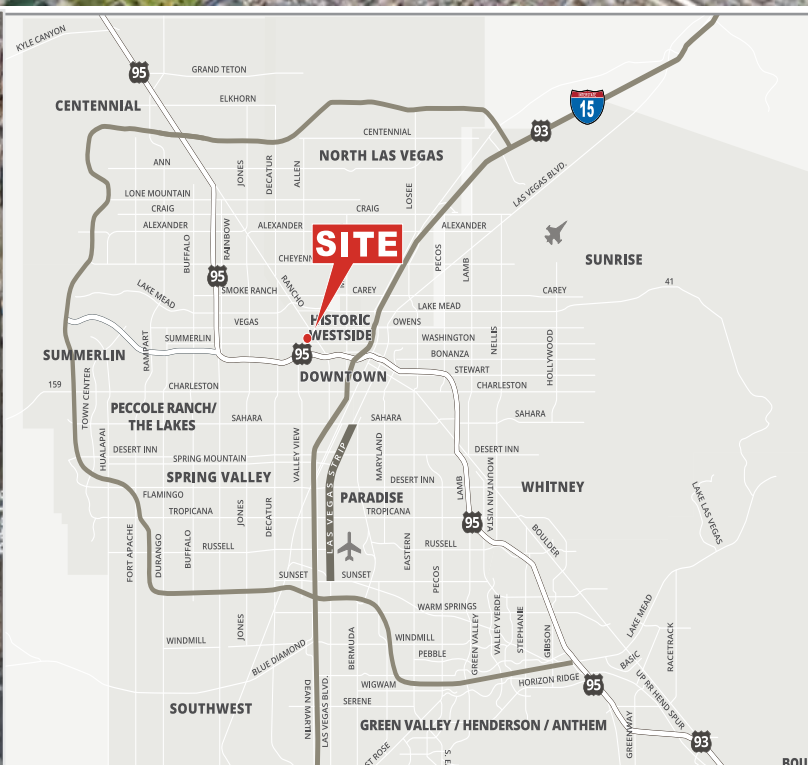 KYLE CANYON
95
GRAND TETON
ELKHORN
CENTENNIAL
INTERSTATE
15
93
CENTENNIAL
NORTH LAS VEGAS
ANN
JONES
DECATUR
ALLEN
LONE MOUNTAIN
CRAIG
CRAIG
LOSEE
LAS VEGAS BLVD.
ALEXANDER
RAINBOW
ALEXANDER
ALEXANDER
BUFFALO
SITE
PECOS
LAMB
SUNRISE
95
RANCHO
LAKE MEAD
SMOKE RANCH
CAREY
CAREY
41
LAKE MEAD
VEGAS
HISTORIC
WESTSIDE
OWENS
SUMMERLIN
WASHINGTON
NELLIS
HOLLYWOOD
RAMPART
95
BONANZA
SUMMERLIN
STEWART
DOWNTOWN
159
CHARLESTON
CHARLESTON
TOWN CENTER
PECCOLE RANCH/
THE LAKES
SAHARA
SAHARA
SAHARA
HUALAPAI
DESERT INN
VALLEY VIEW
LAS VEGAS STRIP
MARYLAND
DESERT INN
SPRING MOUNTAIN
SPRING VALLEY
DESERT INN
LAMB
MOUNTAIN VISTA
WHITNEY
FLAMINGO
PARADISE
TROPICANA
JONES
DECATUR
TROPICANA
95
LAKE LAS VEGAS
FORT APACHE
DURANGO
BUFFALO
RUSSELL
EASTERN
RUSSELL
BOULDER
SUNSET
SUNSET
PECOS
WARM SPRINGS
GREEN VALLEY
VALLEY VERDE
STEPHANIE
GIBSON
LAKE MEAD
RACETRACK
WINDMILL
JONES
BLUE DIAMOND
BERMUDA
WINDMILL
PEBBLE
BASIC
UP RR HEND SPUR
WIGWAM
HORIZON RIDGE
95
SERENE
DEAN MARTIN
LAS VEGAS BLVD.
SOUTHWEST
GREEN VALLEY / HENDERSON / ANTHEM
GREENWAY
93